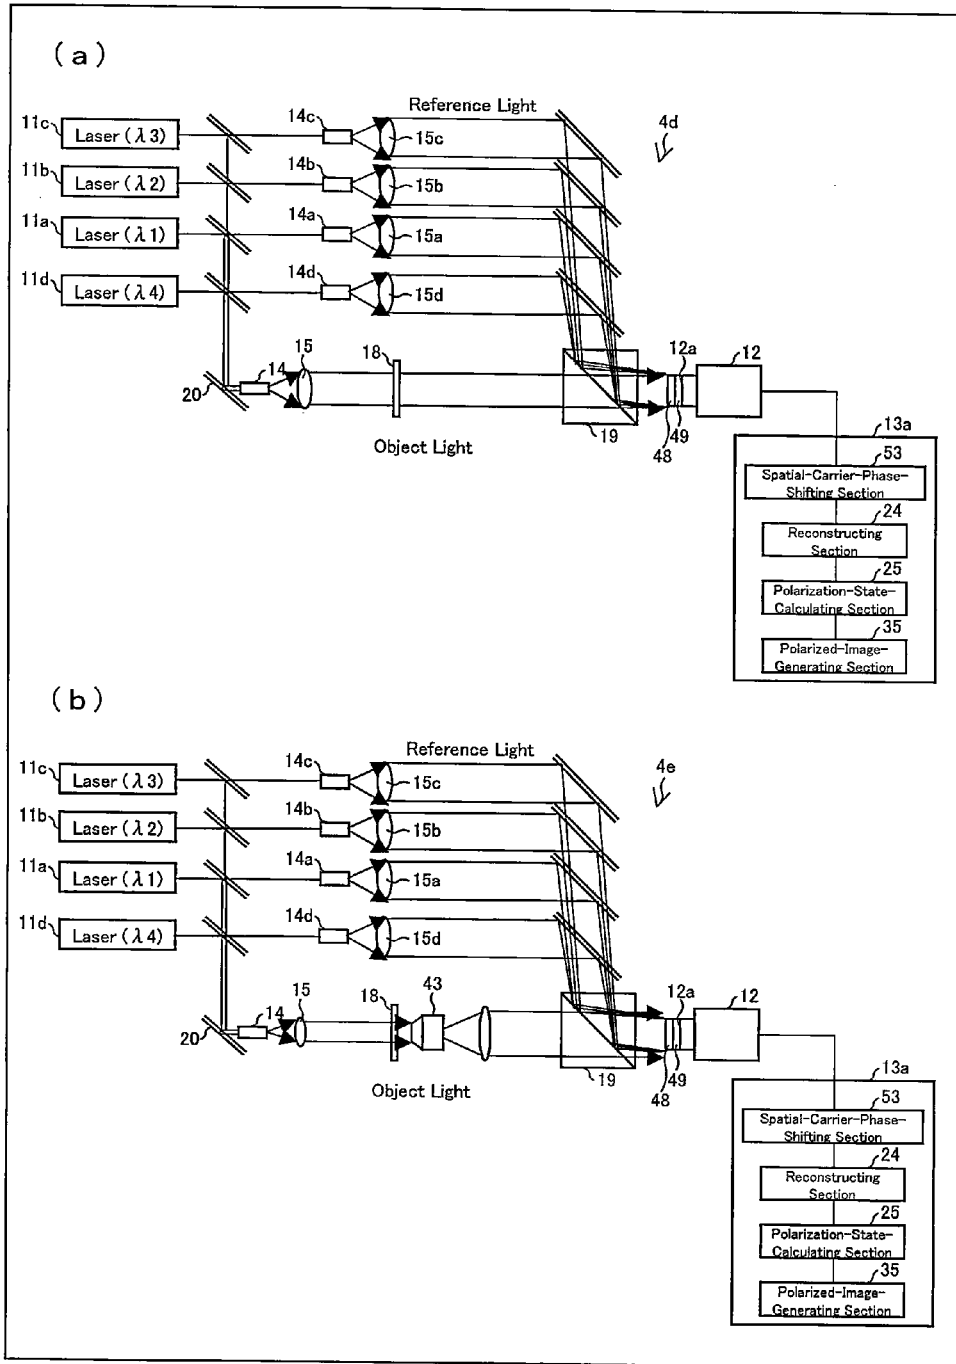 (a)
Reference Light
4d
11c
Laser(λ3)
14c
15c
11b
Laser(λ2)
14b
15b
11a
Laser(λ1)
14a
15a
11d
Laser(λ4)
14d
15d
20
14
15
18
12a
12
19
48
49
Object Light
13a
53
Spatial-Carrier-Phase-
Shifting Section
24
Reconstructing
Section
25
Polarization-State-
Calculating Section
35
Polarized-Image-
Generating Section
(b)
Reference Light
4e
11c
Laser(λ3)
14c
15c
11b
Laser(λ2)
14b
15b
11a
Laser(λ1)
14a
15a
11d
Laser(λ4)
14d
15d
20
14
15
18
43
12a
12
19
48
49
Object Light
13a
53
Spatial-Carrier-Phase-
Shifting Section
24
Reconstructing
Section
25
Polarization-State-
Calculating Section
35
Polarized-Image-
Generating Section